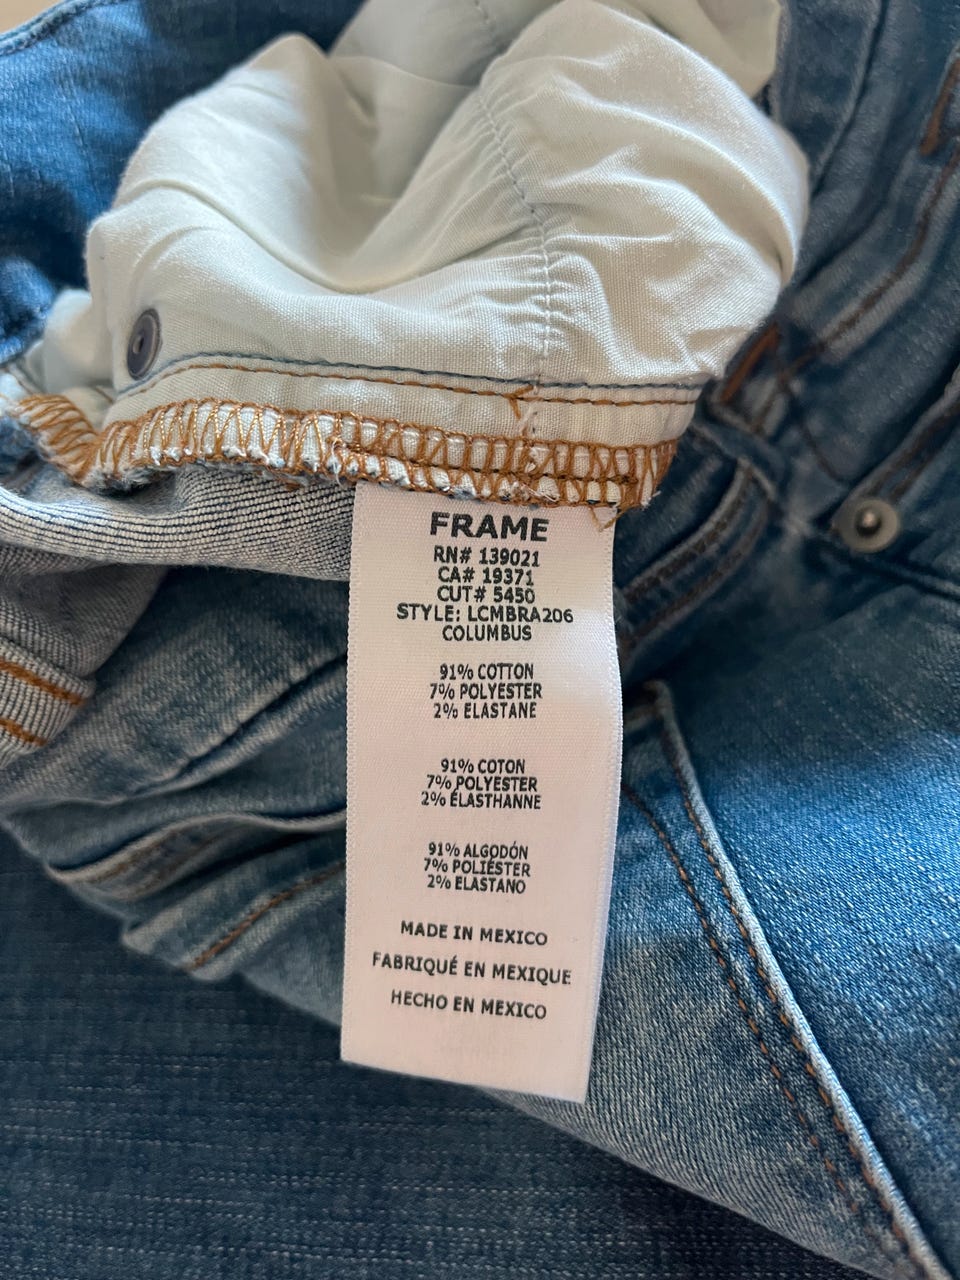 FRAME
RN# 139021
CA# 19371
CUT# 5450
STYLE: LCMBRA206
COLUMBUS
91% COTTON
7% POLYESTER
2% ELASTANE
91% COTON
7% POLYESTER
2% ÉLASTHANNE
91% ALGODÓN
7% POLIÉSTER
2% ELASTANO
MADE IN MEXICO
FABRIQUÉ EN MEXIQUE
HECHO EN MEXICO